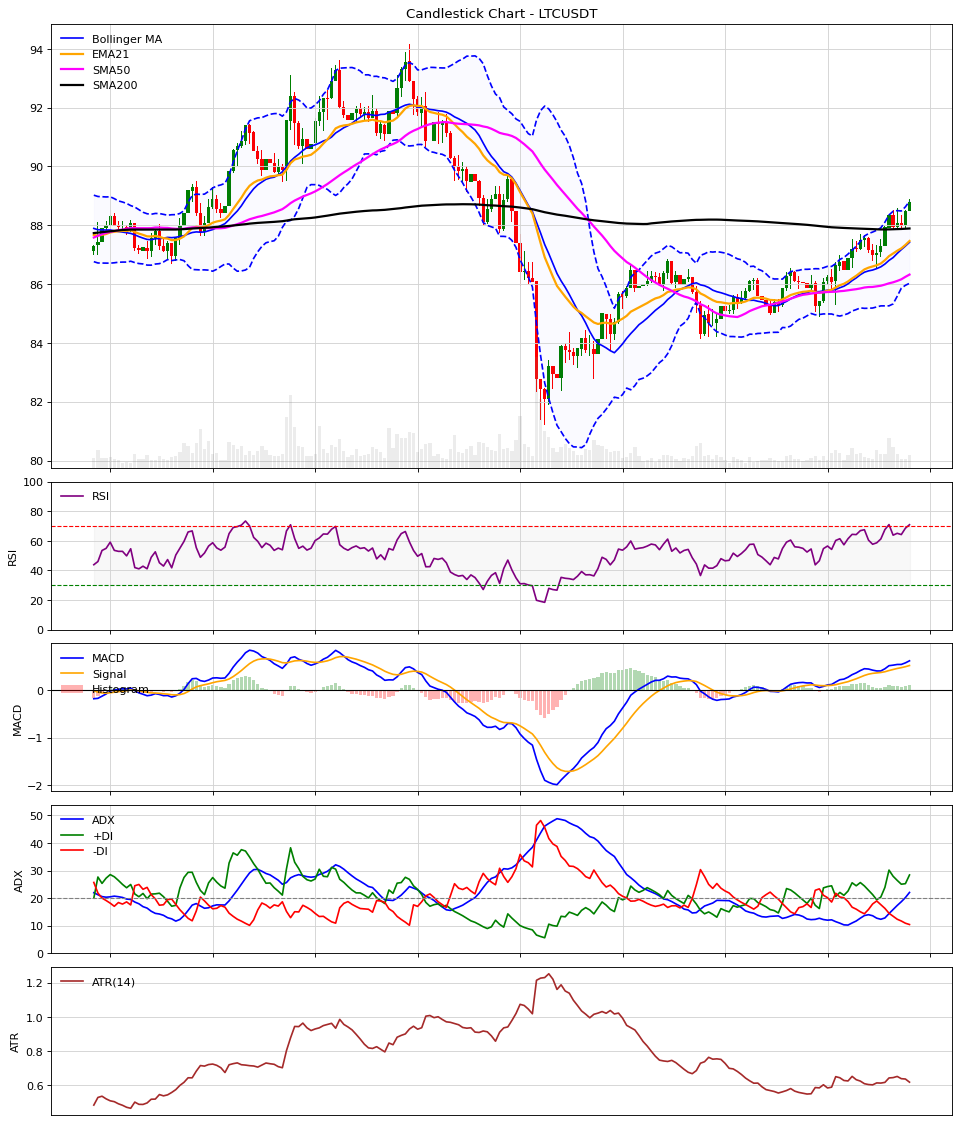 Candlestick Chart - LTCUSDT
Bollinger MA
EMA21
SMA50
SMA200
94
92
90
88
86
84
82
80
RSI
100
80
60
40
20
0
RSI
MACD
Signal
Histogram
0
−1
−2
MACD
ADX
+DI
-DI
50
40
30
20
10
0
ADX
ATR(14)
1.2
1.0
0.8
0.6
ATR